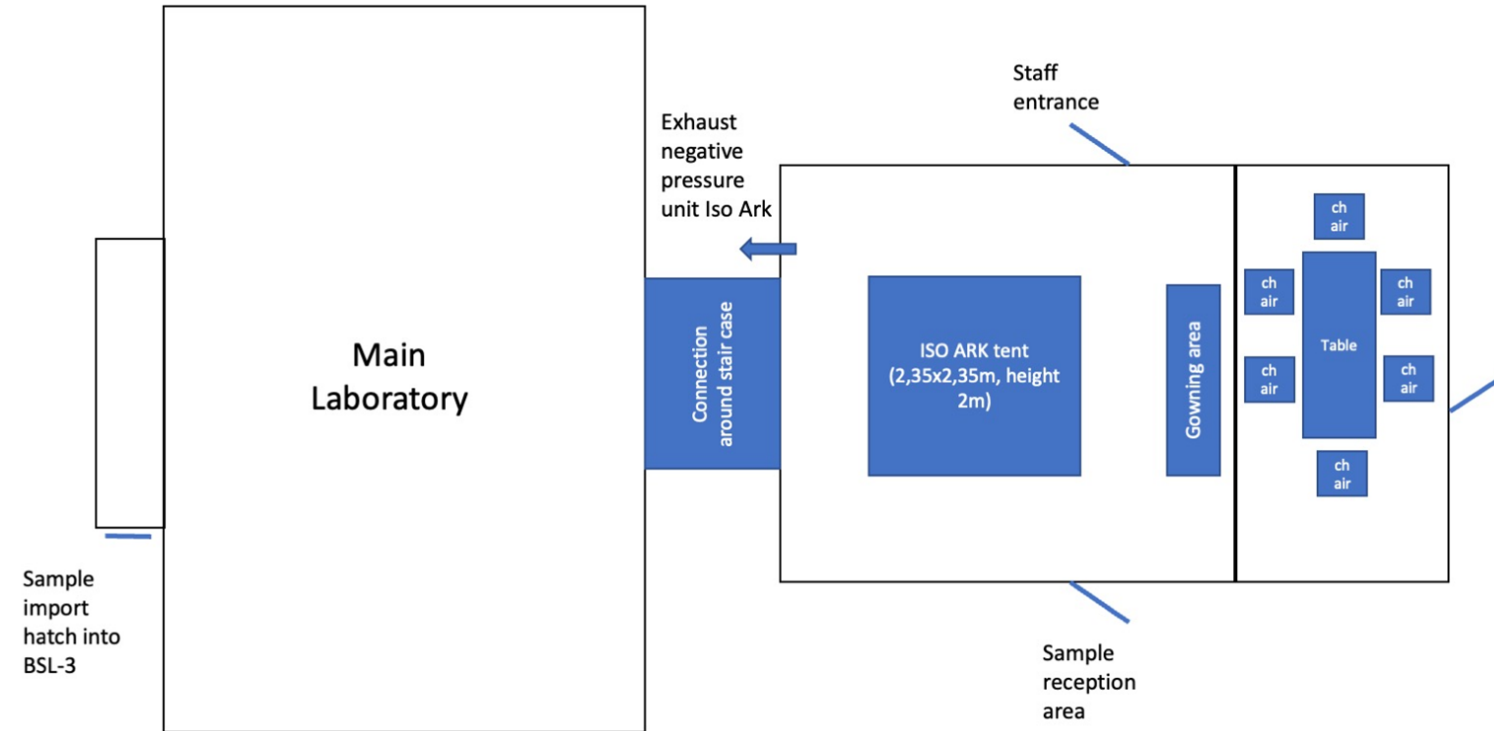 Staff
entrance
Exhaust
negative
pressure
unit Iso Ark
ch
air
ch
air
ch
air
Table
ch
air
ch
air
ch
air
Main
Laboratory
Connection
around stair case
ISO ARK tent
(2,35x2,35m, height
2m)
Gowning area
Sample
import
hatch into
BSL-3
Sample
reception
area